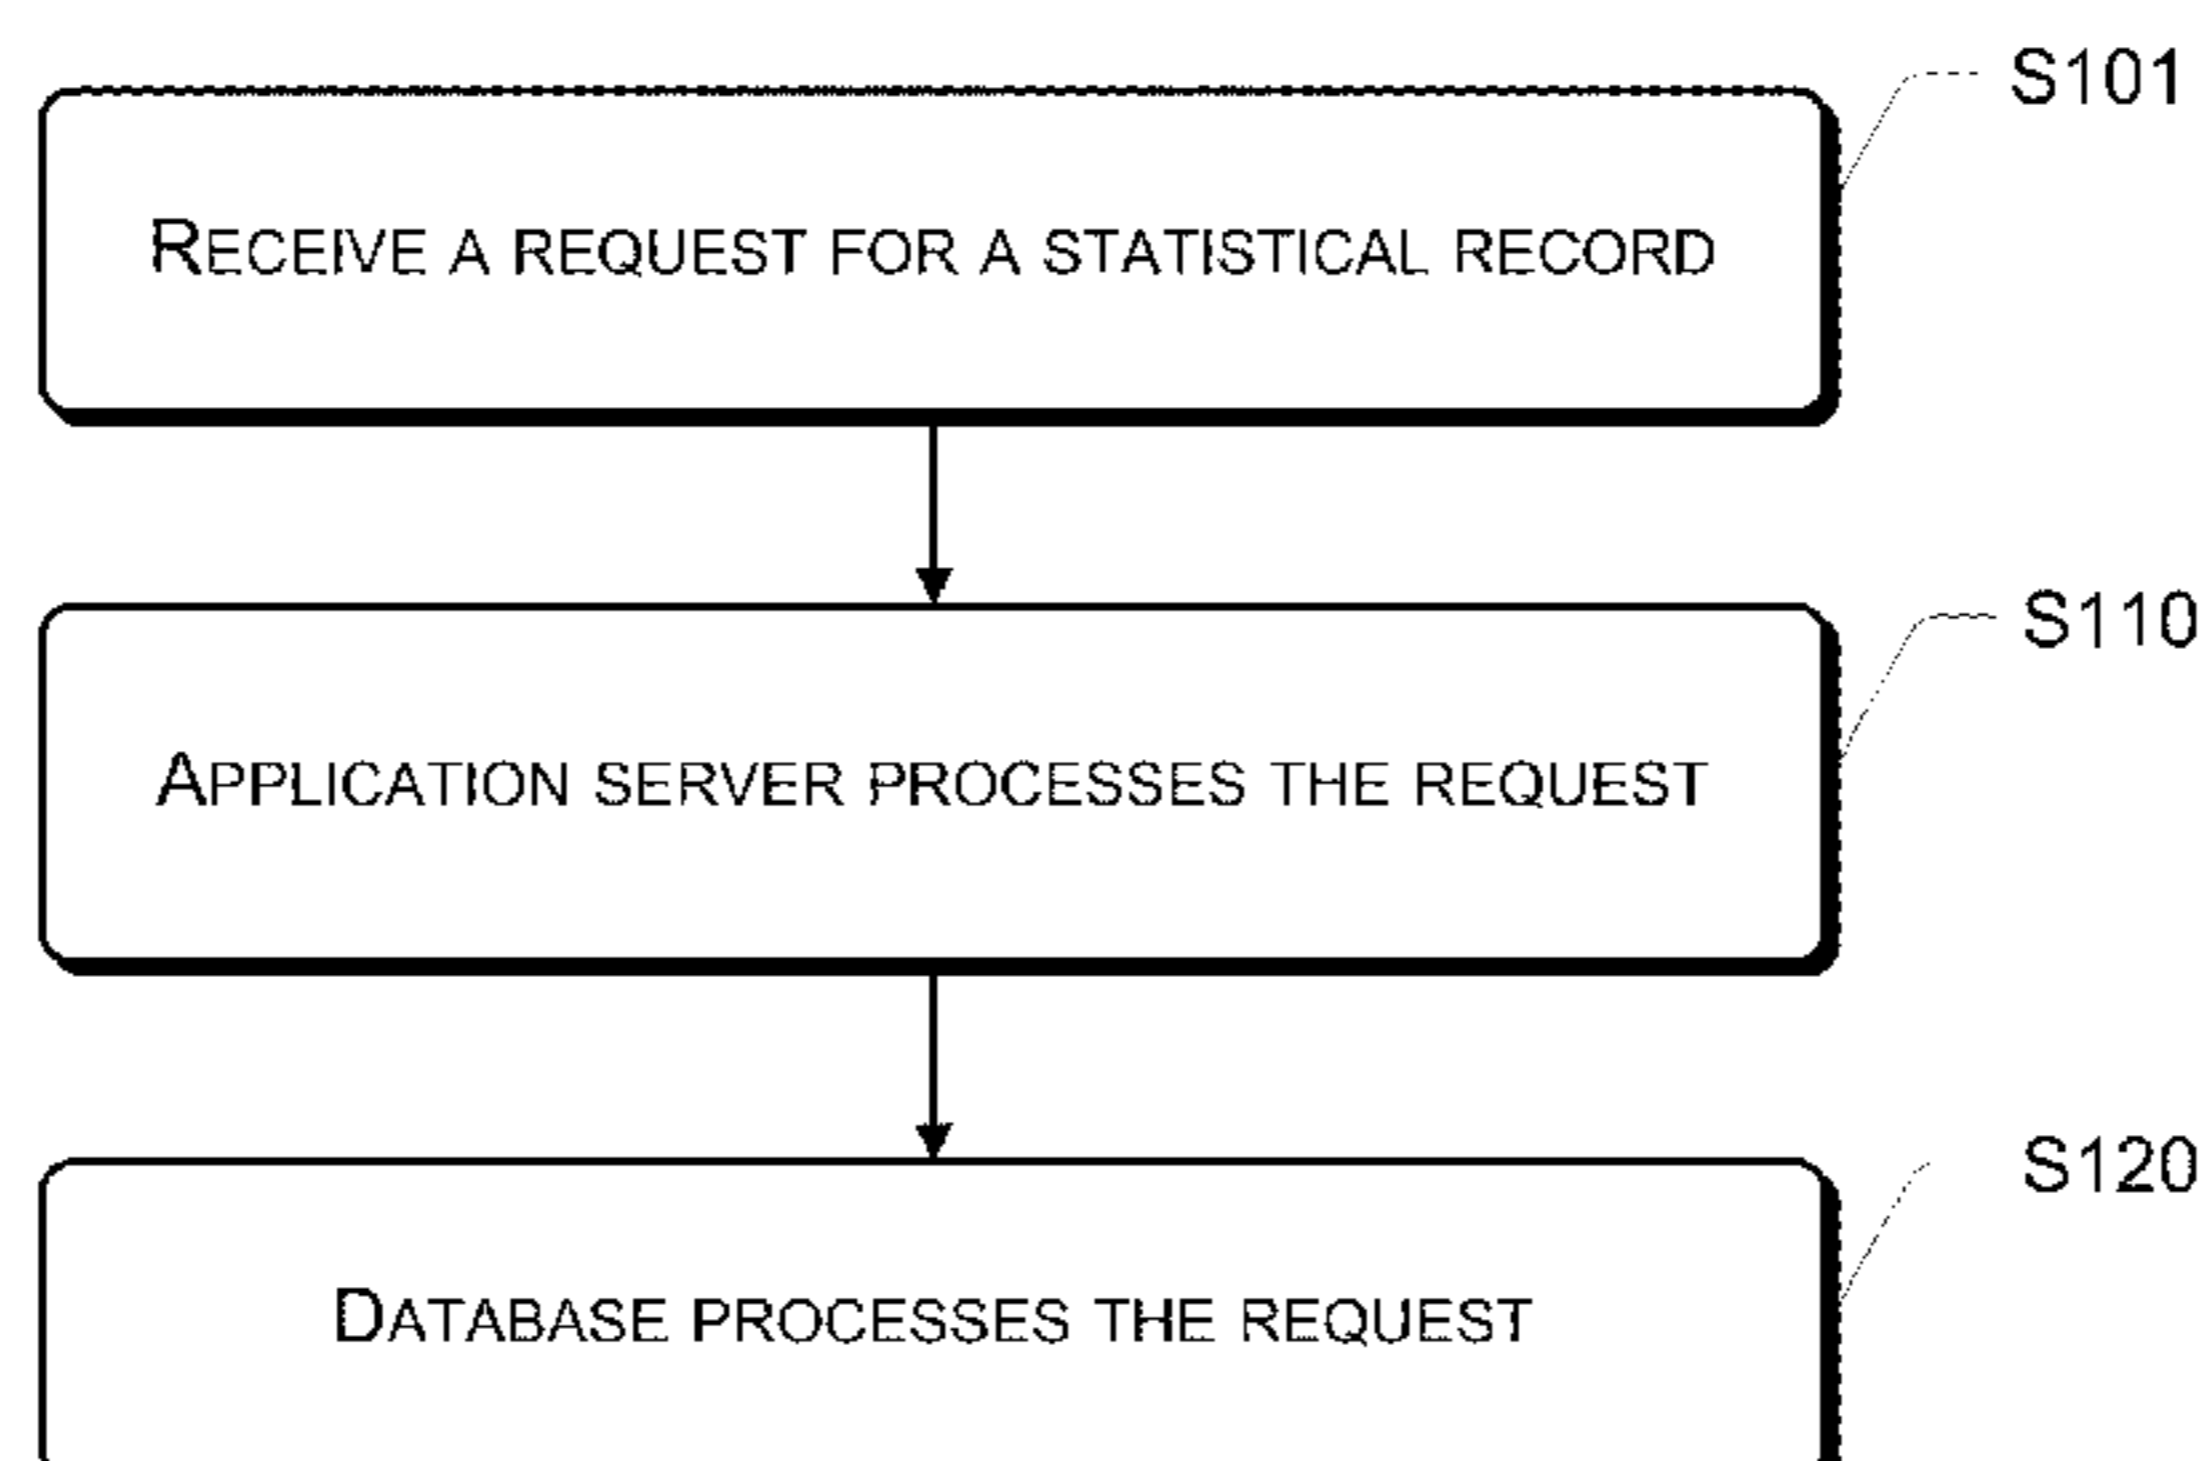 S101
RECEIVE A REQUEST FOR A STATISTICAL RECORD
S110
APPLICATION SERVER PROCESSES THE REQUEST
S120
DATABASE PROCESSES THE REQUEST